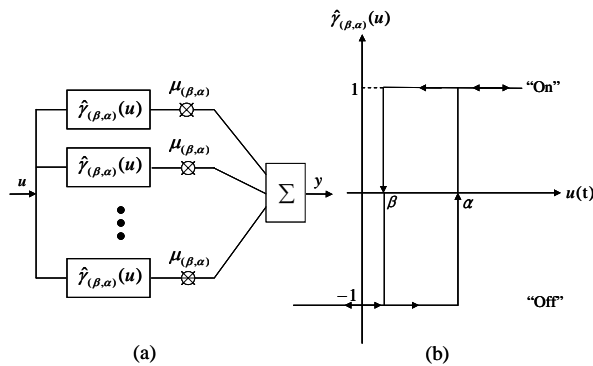 u
γ̂(β,α)(u)
μ(β,α)
γ̂(β,α)(u)
μ(β,α)
γ̂(β,α)(u)
μ(β,α)
Σ
y
(a)
γ̂(β,α)(u)
1
"On"
β
α
u(t)
−1
"Off"
(b)